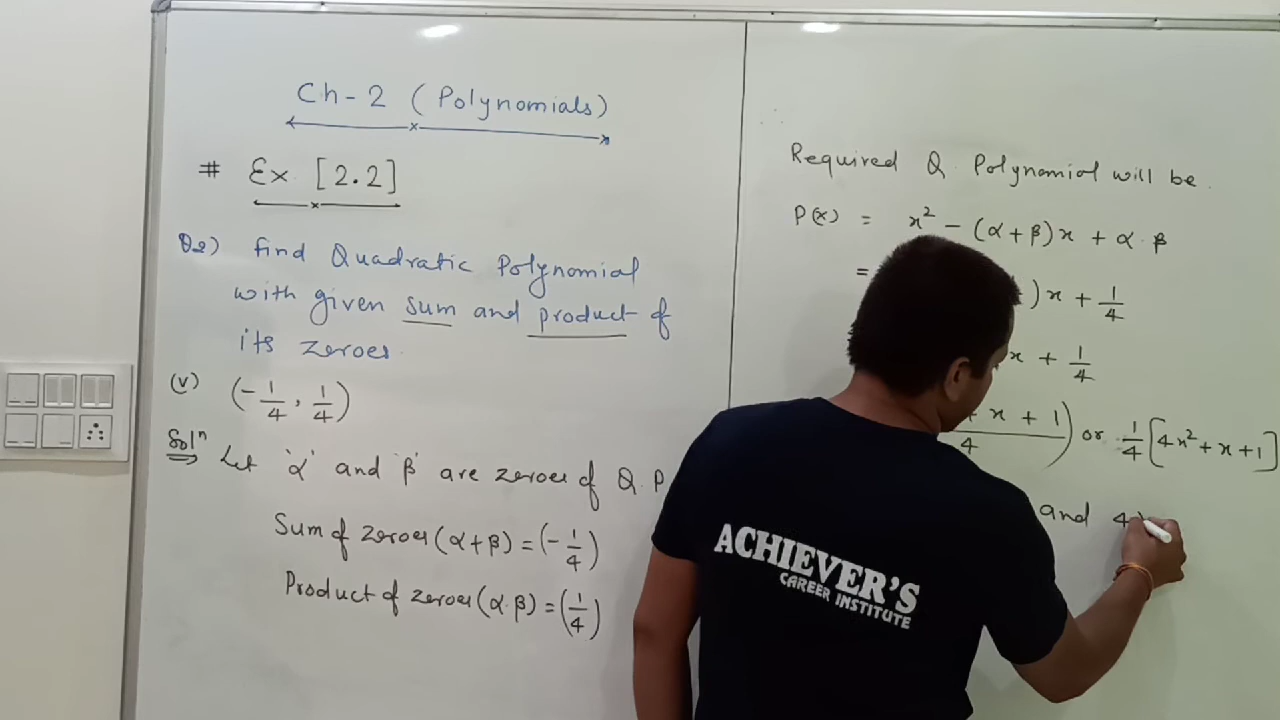 Ch-2 (Polynomials)
# Ex [2.2]
Q2) find Quadratic Polynomial
with given sum and product of
its zeroes.
(v) (-1/4, 1/4)
Solⁿ Let 'α' and 'β' are zeroes of Q.P
Sum of zeroes (α+β) = (-1/4)
Product of zeroes (α.β) = (1/4)
Required Q. Polynomial will be.
P(x) = x² - (α+β)x + α.β
= )x + 1/4
x + 1/4
+ x + 1 / 4) or 1/4 [4x² + x + 1]
and 4
ACHIEVER'S
CAREER INSTITUTE